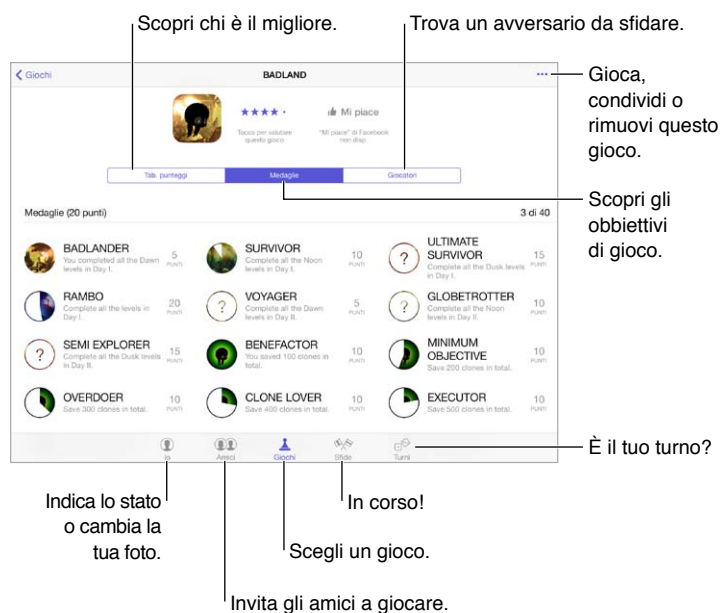 Scopri chi è il migliore.
Trova un avversario da sfidare.
Giochi
BADLAND
Gioca,
condividi o
rimuovi questo
gioco.
Mi piace
Tocca per valutare
questo gioco
"Mi piace" di Facebook
non disp.
Tab. punteggi
Medaglie
Giocatori
Scopri gli
obbiettivi
di gioco.
Medaglie (20 punti)
3 di 40
BADLANDER
You completed all the Dawn
levels in Day I.
5
PUNTI
SURVIVOR
Complete all the Noon
levels in Day I.
10
PUNTI
?
ULTIMATE
SURVIVOR
Complete all the Dusk levels
in Day I.
15
PUNTI
RAMBO
Complete all the levels in
Day I.
20
PUNTI
?
VOYAGER
Complete all the Dawn
levels in Day II.
5
PUNTI
?
GLOBETROTTER
Complete all the Noon
levels in Day II.
10
PUNTI
?
SEMI EXPLORER
Complete all the Dusk levels
in Day II.
15
PUNTI
BENEFACTOR
You saved 100 clones in
total.
10
PUNTI
MINIMUM
OBJECTIVE
Save 200 clones in total.
10
PUNTI
OVERDOER
Save 300 clones in total.
10
PUNTI
CLONE LOVER
Save 400 clones in total.
10
PUNTI
EXECUTOR
Save 500 clones in total.
10
PUNTI
Io
Amici
Giochi
Sfide
Turni
È il tuo turno?
Indica lo stato
o cambia la
tua foto.
In corso!
Scegli un gioco.
Invita gli amici a giocare.